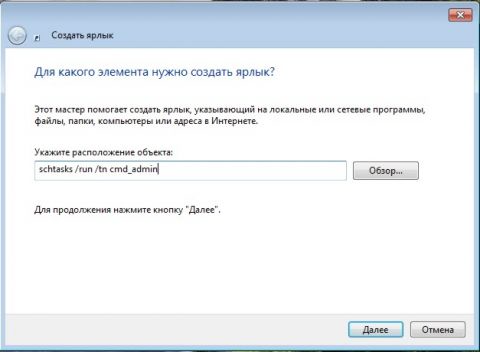 Создать ярлык
Для какого элемента нужно создать ярлык?
Этот мастер помогает создать ярлык, указывающий на локальные или сетевые программы,
файлы, папки, компьютеры или адреса в Интернете.
Укажите расположение объекта:
schtasks /run /tn cmd_admin
Обзор...
Для продолжения нажмите кнопку "Далее".
Далее
Отмена